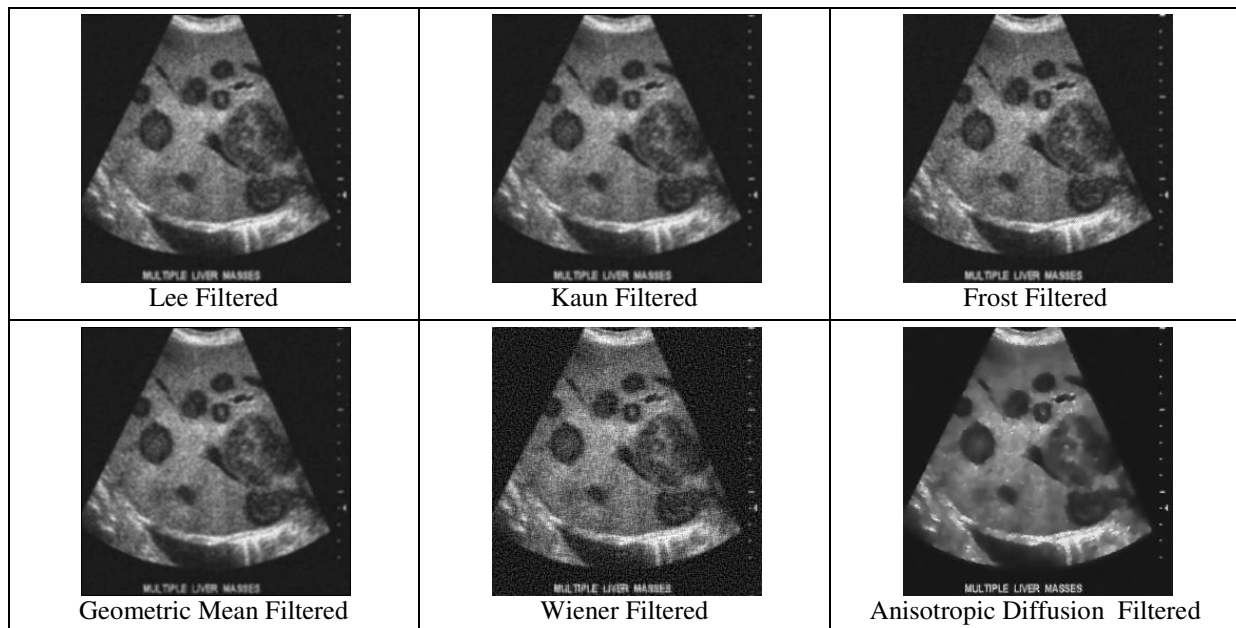 MULTIPLE LIVER MASSES
MULTIPLE LIVER MASSES
MULTIPLE LIVER MASSES
Lee Filtered
Kaun Filtered
Frost Filtered
MULTIPLE LIVER MASSES
MULTIPLE LIVER MASSES
MULTIPLE LIVER MASSES
Geometric Mean Filtered
Wiener Filtered
Anisotropic Diffusion Filtered